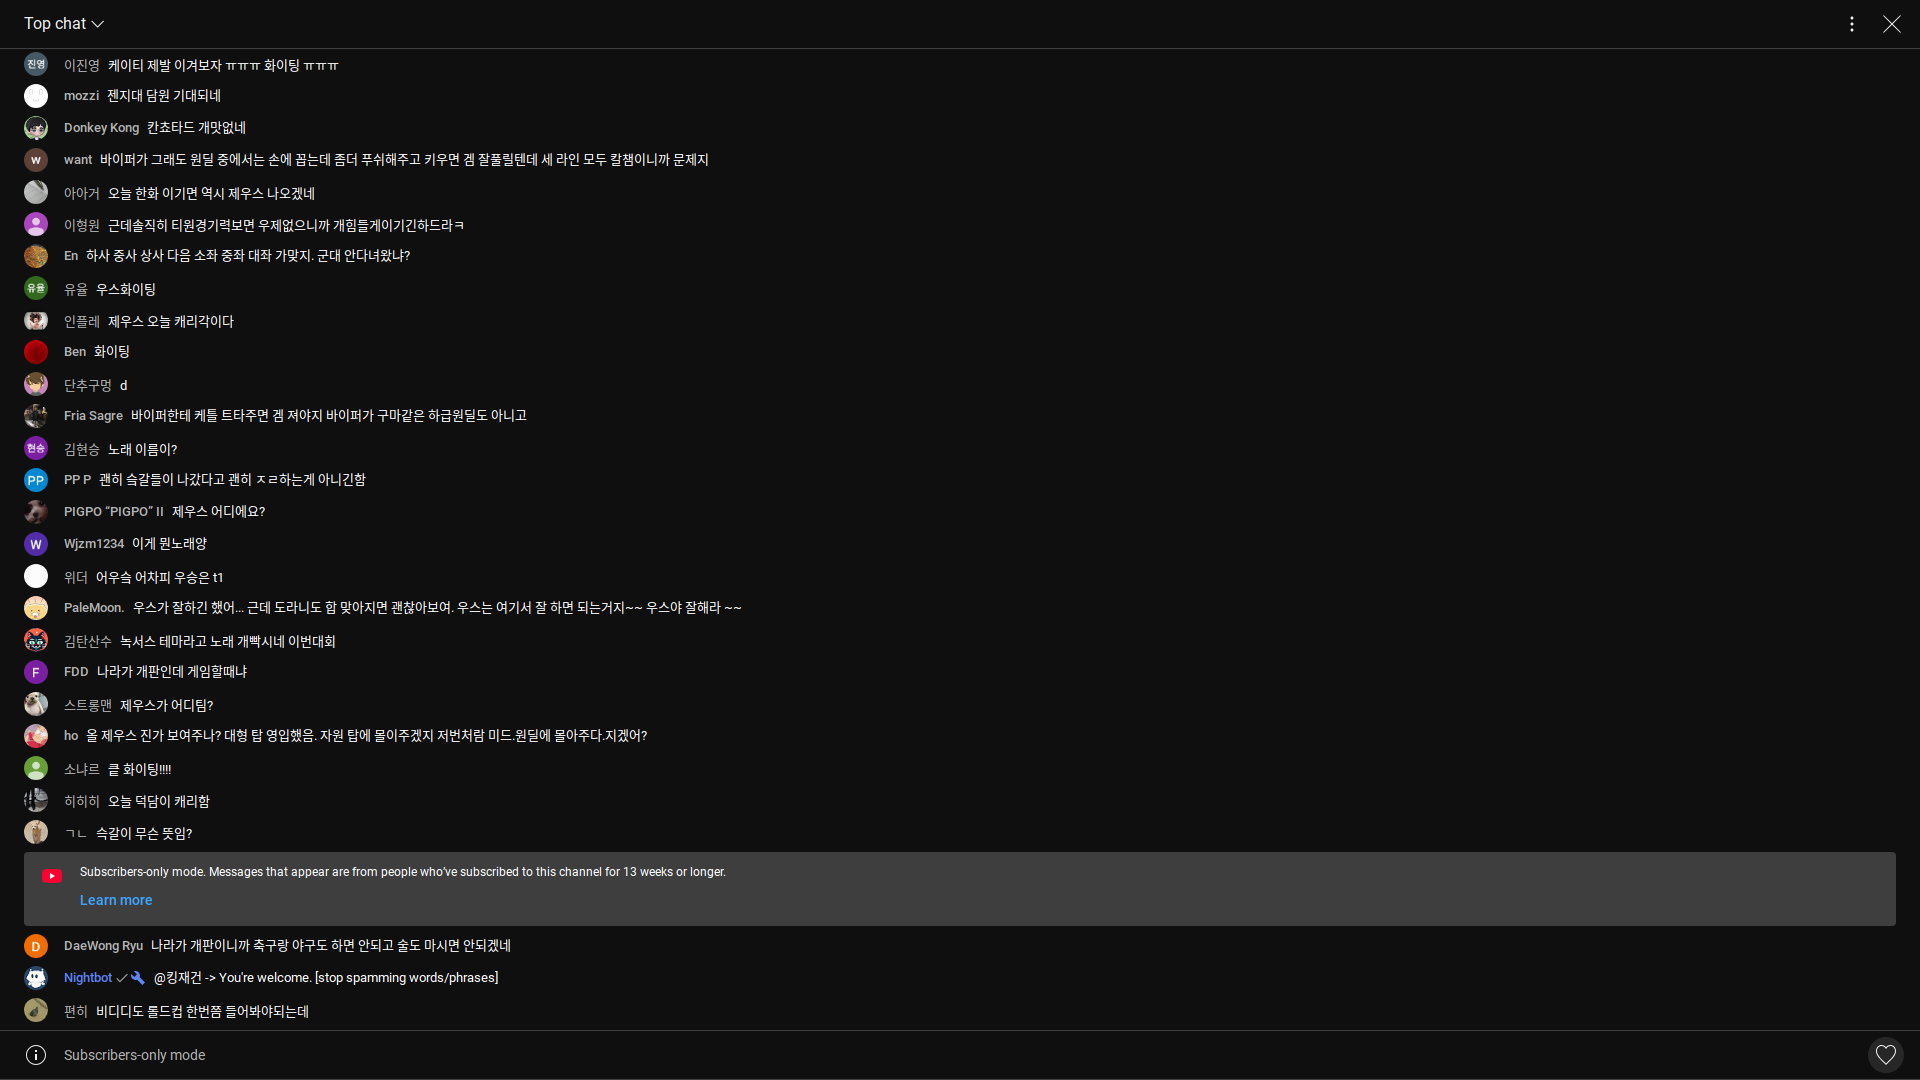 Top chat
진영 이진영 케이티 제발 이겨보자 ㅠㅠㅠ 화이팅 ㅠㅠㅠ
mozzi 젠지대 담원 기대되네
Donkey Kong 칸쵸타드 개맛없네
w want 바이퍼가 그래도 원딜 중에서는 손에 꼽는데 좀더 푸쉬해주고 키우면 겜 잘풀릴텐데 세 라인 모두 칼챔이니까 문제지
아아거 오늘 한화 이기면 역시 제우스 나오겠네
이형원 근데솔직히 티원경기력보면 우제없으니까 개힘들게이기긴하드라ㅋ
En 하사 중사 상사 다음 소좌 중좌 대좌 가맞지. 군대 안다녀왔냐?
유율 유율 우스화이팅
인플레 제우스 오늘 캐리각이다
Ben 화이팅
단추구멍 d
Fria Sagre 바이퍼한테 케틀 트타주면 겜 져야지 바이퍼가 구마같은 하급원딜도 아니고
현승 김현승 노래 이름이?
PP PP P 괜히 슼갈들이 나갔다고 괜히 ㅈㄹ하는게 아니긴함
PIGPO “PIGPO” II 제우스 어디에요?
W Wjzm1234 이게 뭔노래양
위더 어우슼 어차피 우승은 t1
PaleMoon. 우스가 잘하긴 했어... 근데 도라니도 합 맞아지면 괜찮아보여. 우스는 여기서 잘 하면 되는거지~~ 우스야 잘해라 ~~
김탄산수 녹서스 테마라고 노래 개빡시네 이번대회
F FDD 나라가 개판인데 게임할때냐
스트롱맨 제우스가 어디팀?
ho 올 제우스 진가 보여주나? 대형 탑 영입했음. 자원 탑에 몰이주겠지 저번처람 미드.원딜에 몰아주다.지겠어?
소냐르 킅 화이팅!!!!
히히히 오늘 덕담이 캐리함
ㄱㄴ 슥갈이 무슨 뜻임?
Subscribers-only mode. Messages that appear are from people who've subscribed to this channel for 13 weeks or longer.
Learn more
D DaeWong Ryu 나라가 개판이니까 축구랑 야구도 하면 안되고 술도 마시면 안되겠네
Nightbot @킹재건 -> You're welcome. [stop spamming words/phrases]
편히 비디디도 롤드컵 한번쯤 들어봐야되는데
Subscribers-only mode